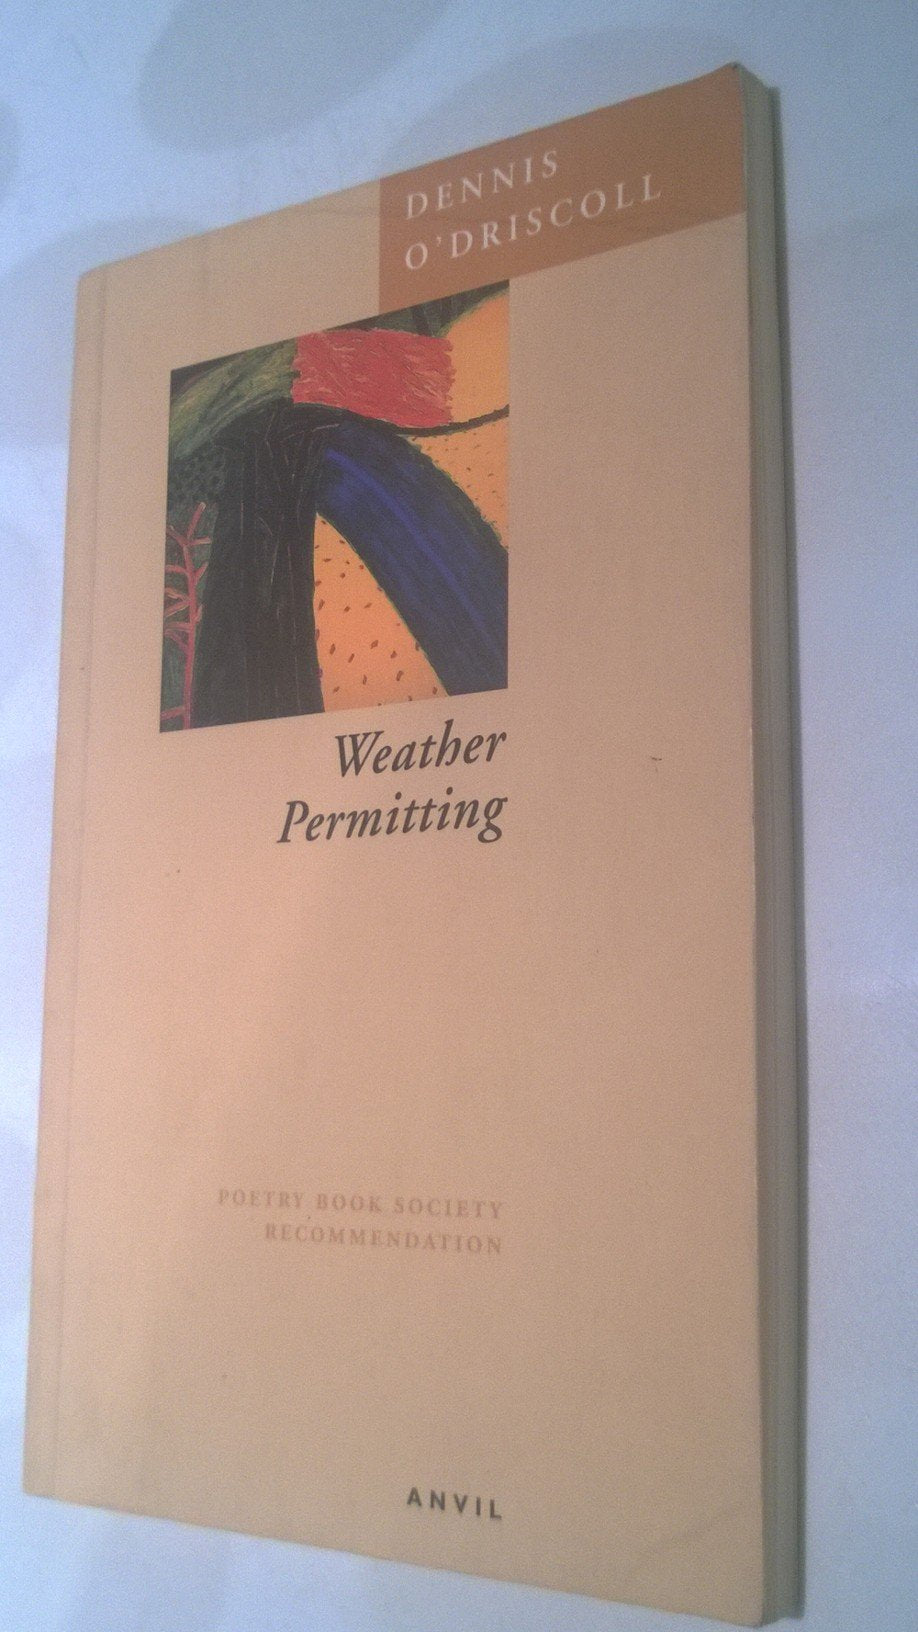 DENNIS
O'DRISCOLL
Weather
Permitting
POETRY BOOK SOCIETY
RECOMMENDATION
ANVIL